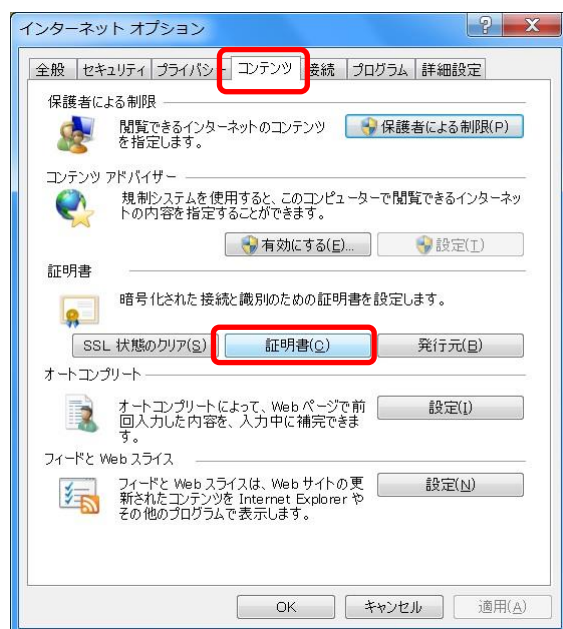 インターネット オプション
? X
全般 セキュリティ プライバシー コンテンツ 接続 プログラム 詳細設定
保護者による制限
閲覧できるインターネットのコンテンツ
を指定します。
保護者による制限(P)
コンテンツ アドバイザー
規制システムを使用すると、このコンピューターで閲覧できるインターネッ
トの内容を指定することができます。
有効にする(E)... 設定(T)
証明書
暗号化された接続と識別のための証明書を設定します。
SSL 状態のクリア(S) 証明書(C) 発行元(B)
オートコンプリート
オートコンプリートによって、Web ページで前
回入力した内容を、入力中に補完できま
す。
設定(I)
フィードと Web スライス
フィードと Web スライスは、Web サイトの更
新されたコンテンツを Internet Explorer や
その他のプログラムで表示します。
設定(N)
OK キャンセル 適用(A)